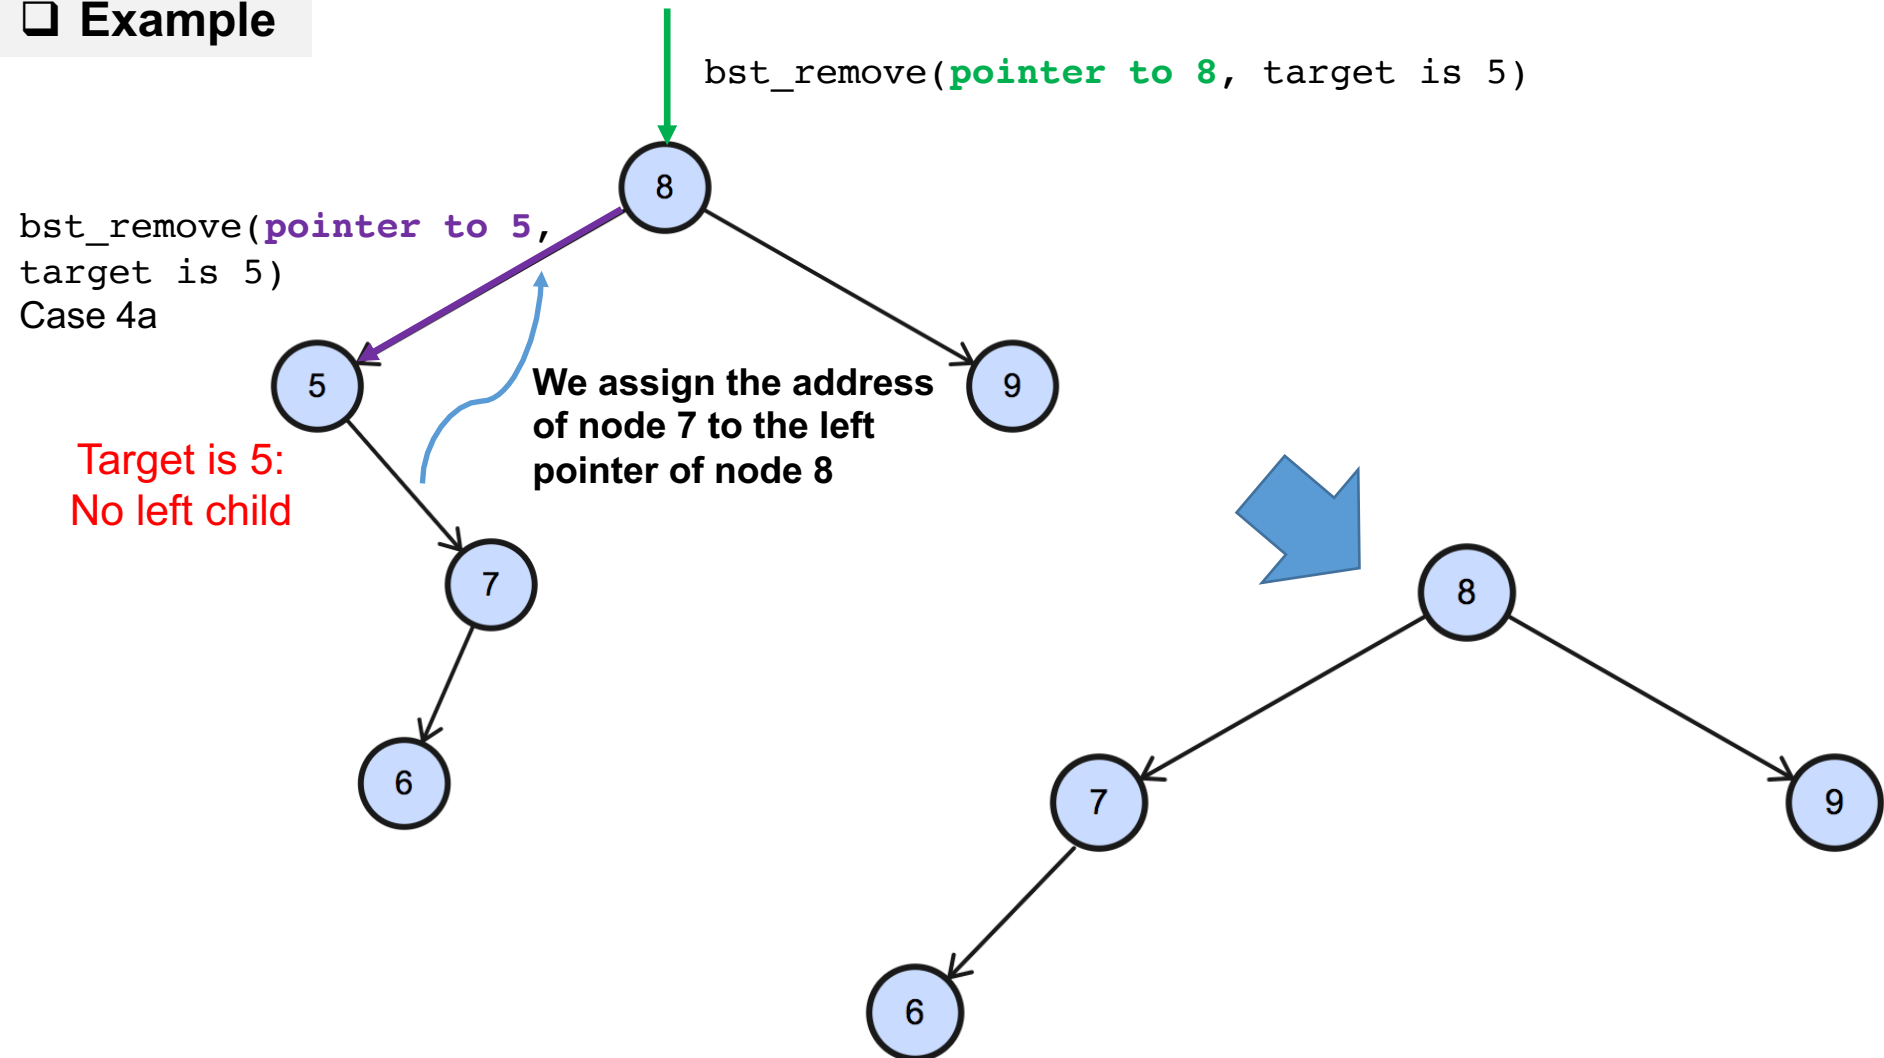 ❑ Example
bst_remove(pointer to 8, target is 5)
8
bst_remove(pointer to 5,
target is 5)
Case 4a
5
We assign the address
of node 7 to the left
pointer of node 8
9
Target is 5:
No left child
7
6
8
7
9
6